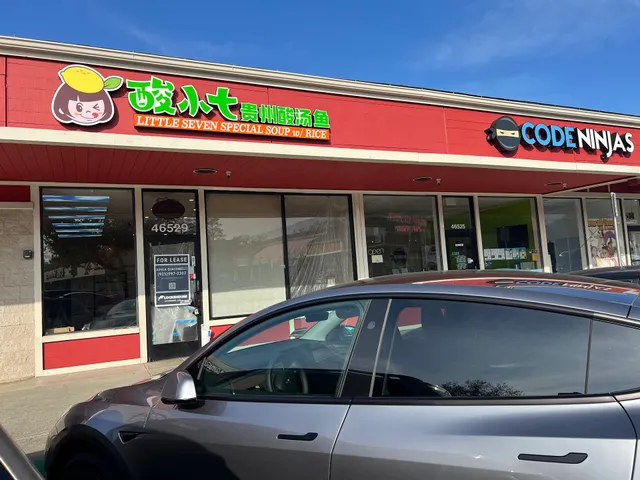 酸小七贵州酸汤鱼
LITTLE SEVEN SPECIAL SOUP w/ RICE
CODE NINJAS
46529
FOR LEASE
46525
open